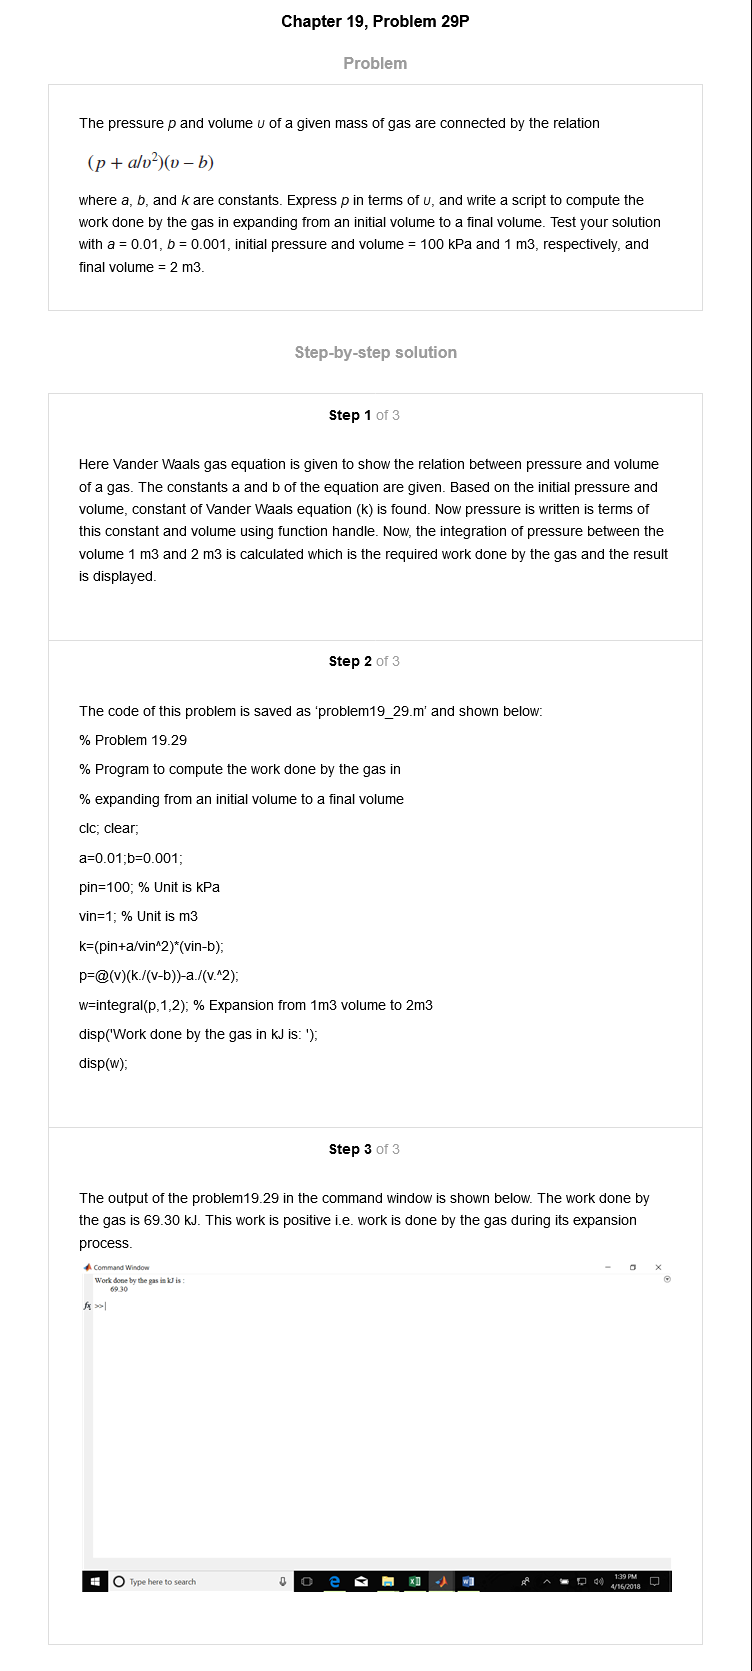 Chapter 19, Problem 29P
Problem
The pressure p and volume υ of a given mass of gas are connected by the relation
(p + a/υ²)(υ – b)
where a, b, and k are constants. Express p in terms of υ, and write a script to compute the
work done by the gas in expanding from an initial volume to a final volume. Test your solution
with a = 0.01, b = 0.001, initial pressure and volume = 100 kPa and 1 m3, respectively, and
final volume = 2 m3.
Step-by-step solution
Step 1 of 3
Here Vander Waals gas equation is given to show the relation between pressure and volume
of a gas. The constants a and b of the equation are given. Based on the initial pressure and
volume, constant of Vander Waals equation (k) is found. Now pressure is written is terms of
this constant and volume using function handle. Now, the integration of pressure between the
volume 1 m3 and 2 m3 is calculated which is the required work done by the gas and the result
is displayed.
Step 2 of 3
The code of this problem is saved as ‘problem19_29.m’ and shown below:
% Problem 19.29
% Program to compute the work done by the gas in
% expanding from an initial volume to a final volume
clc; clear;
a=0.01;b=0.001;
pin=100; % Unit is kPa
vin=1; % Unit is m3
k=(pin+a/vin^2)*(vin-b);
p=@(v)(k./(v-b))-a./(v.^2);
w=integral(p,1,2); % Expansion from 1m3 volume to 2m3
disp('Work done by the gas in kJ is: ');
disp(w);
Step 3 of 3
The output of the problem19.29 in the command window is shown below. The work done by
the gas is 69.30 kJ. This work is positive i.e. work is done by the gas during its expansion
process.
Command Window
Work done by the gas in kJ is :
69.30
fx >>
Type here to search
1:39 PM
4/16/2018